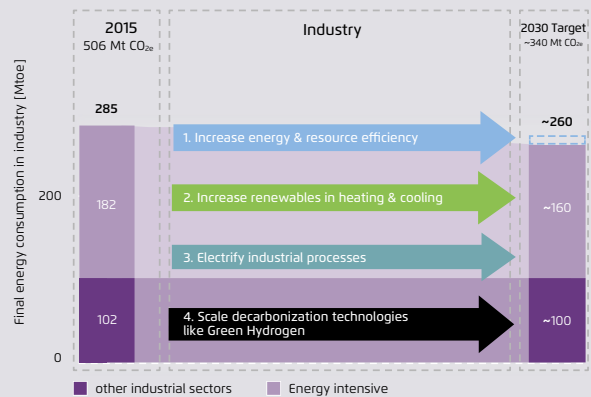 2015
506 Mt CO2e
Industry
2030 Target
~340 Mt CO2e
Final energy consumption in industry [Mtoe]
285
~260
200
0
182
102
1. Increase energy & resource efficiency
2. Increase renewables in heating & cooling
3. Electrify industrial processes
4. Scale decarbonization technologies
like Green Hydrogen
~160
~100
other industrial sectors
Energy intensive